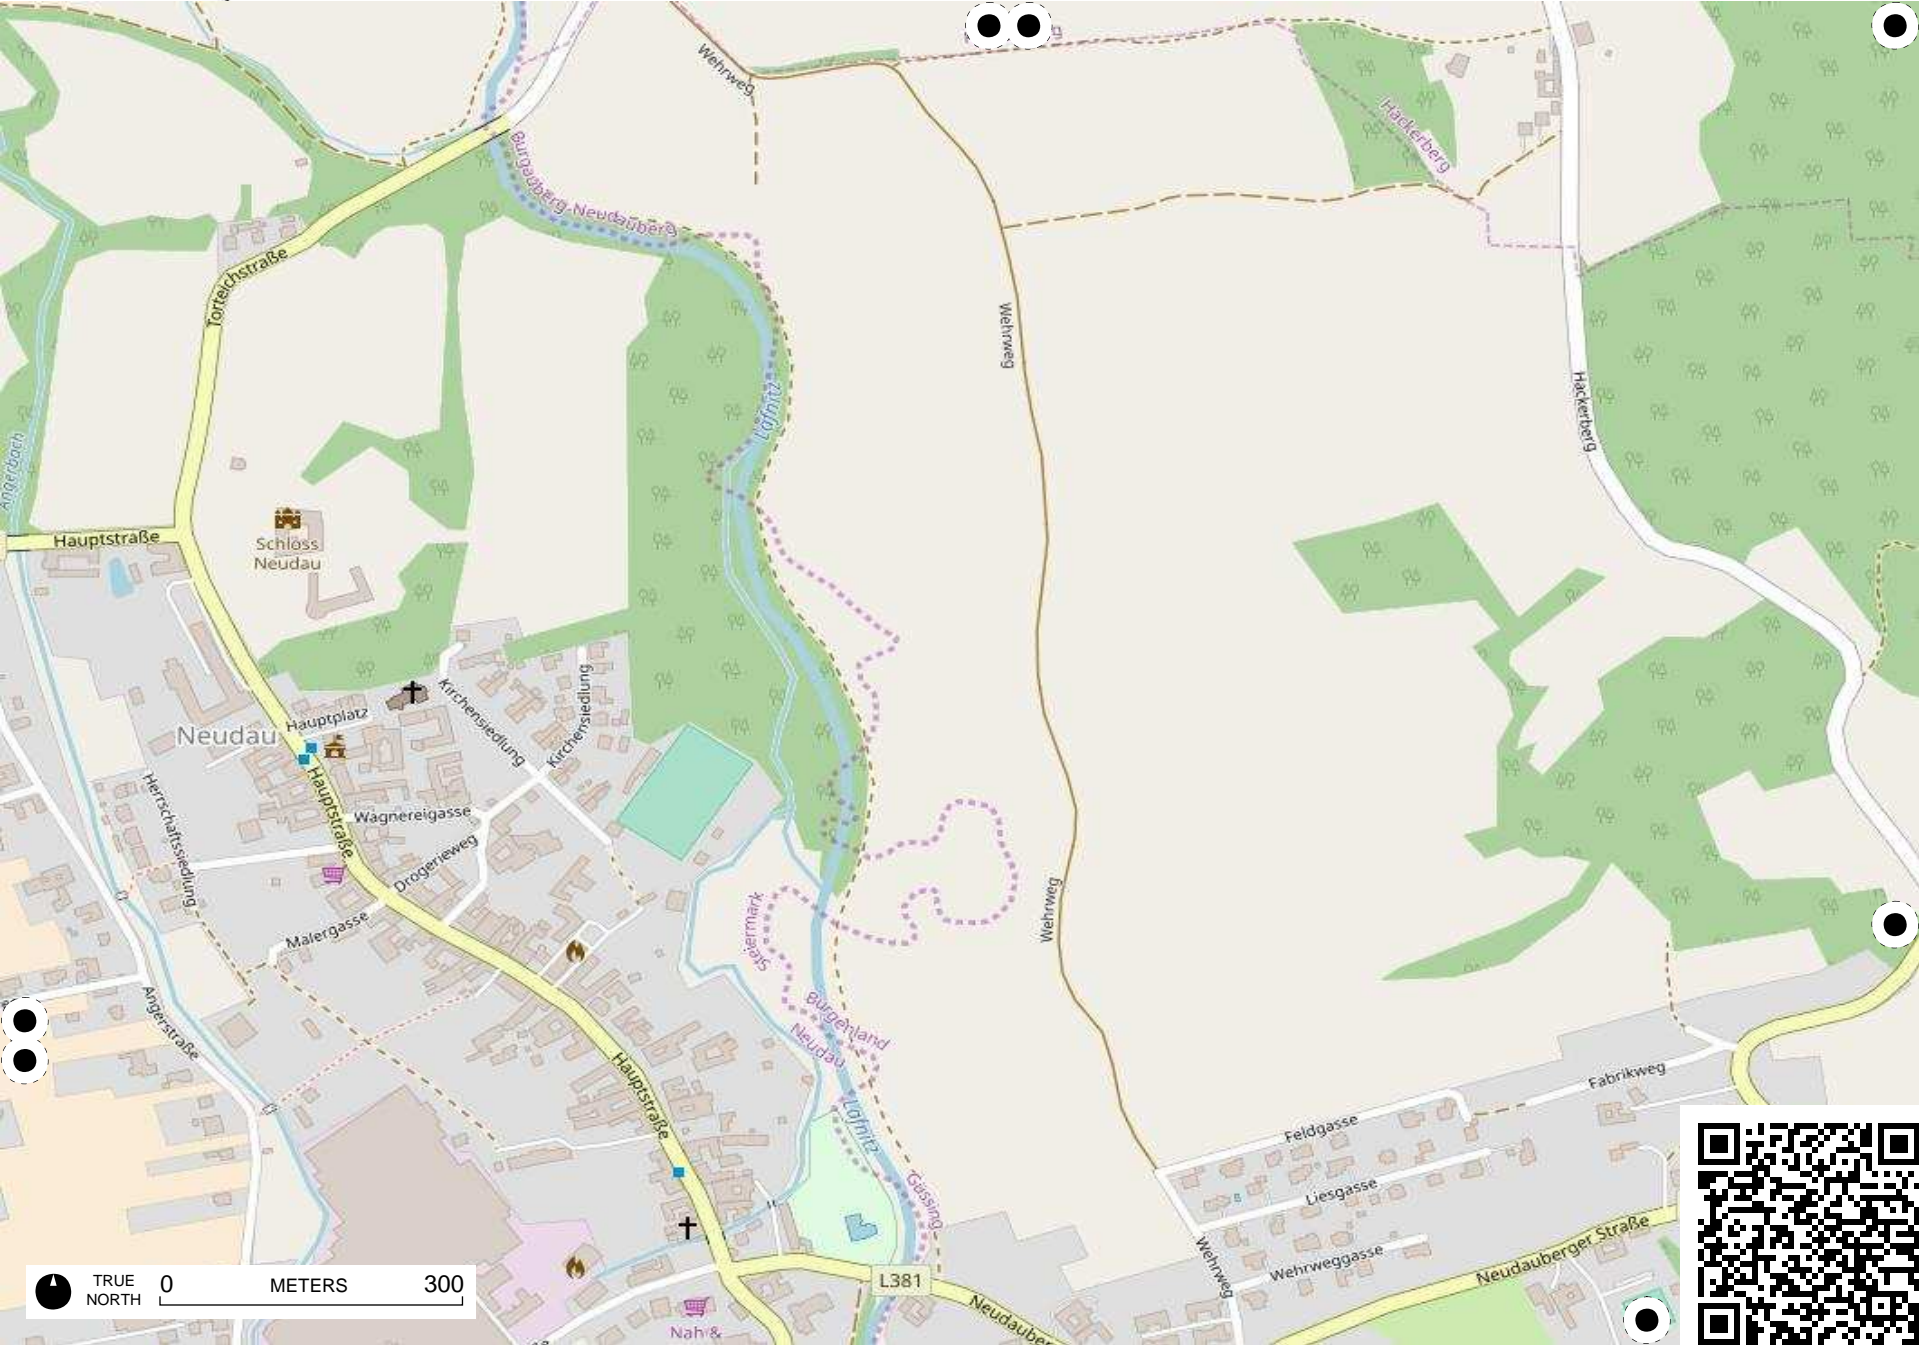 Wehrweg
Hackerberg
Burgauberg-Neudauberg
Torteichstraße
Wehrweg
Lafnitz
Hackerberg
Angerbach
Hauptstraße
Schloss
Neudau
Kirchensiedlung
Kirchensiedlung
Hauptplatz
Neudau
Herrschaftssiedlung
Hauptstraße
Wagnereigasse
Drogerieweg
Malergasse
Wehrweg
Steiermark
Burgenland
Neudau
Angerstraße
Hauptstraße
Lafnitz
Güssing
Feldgasse
Fabrikweg
Liesgasse
Wehrweggasse
Wehrweg
Neudauberger Straße
L381
Nah &
TRUE
NORTH
0 METERS 300